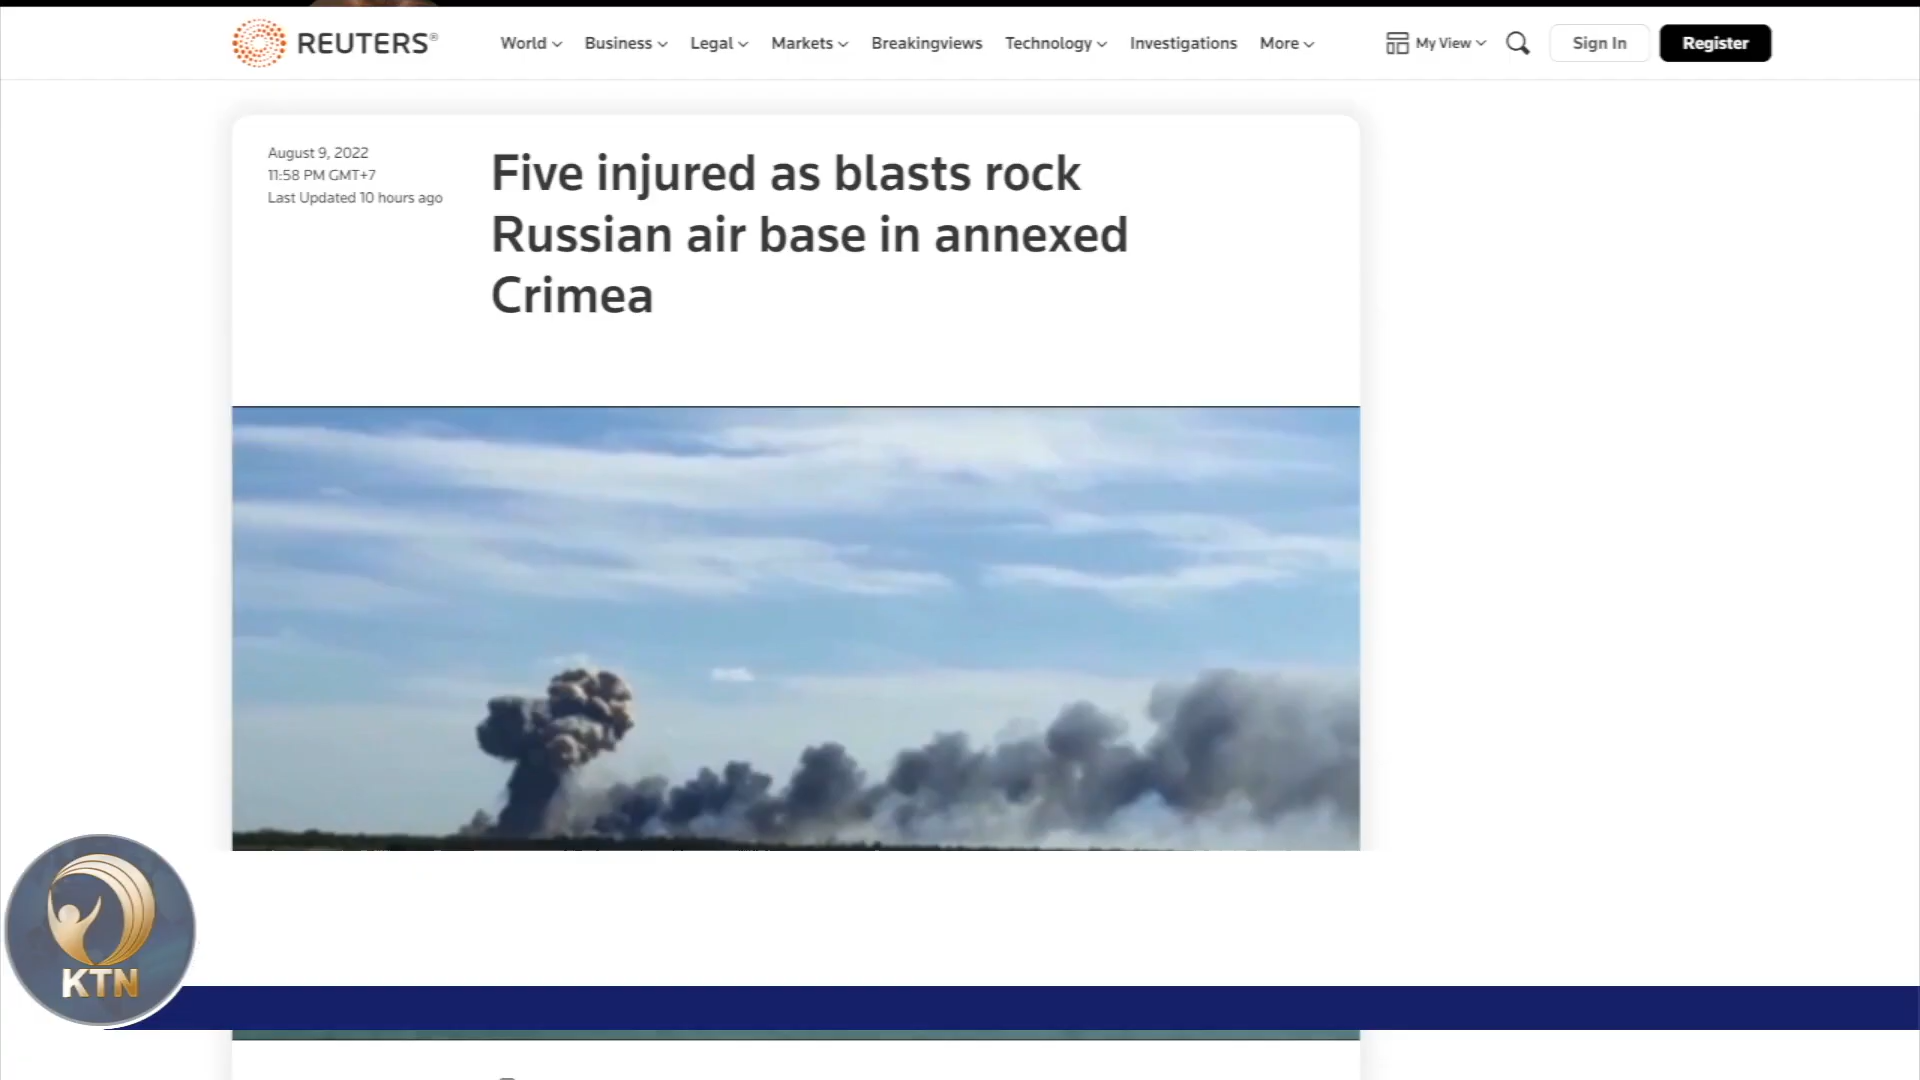 REUTERS®
World
Business
Legal
Markets
Breakingviews
Technology
Investigations
More
My View
Sign In
Register
August 9, 2022
11:58 PM GMT+7
Last Updated 10 hours ago
Five injured as blasts rock
Russian air base in annexed
Crimea
KTN